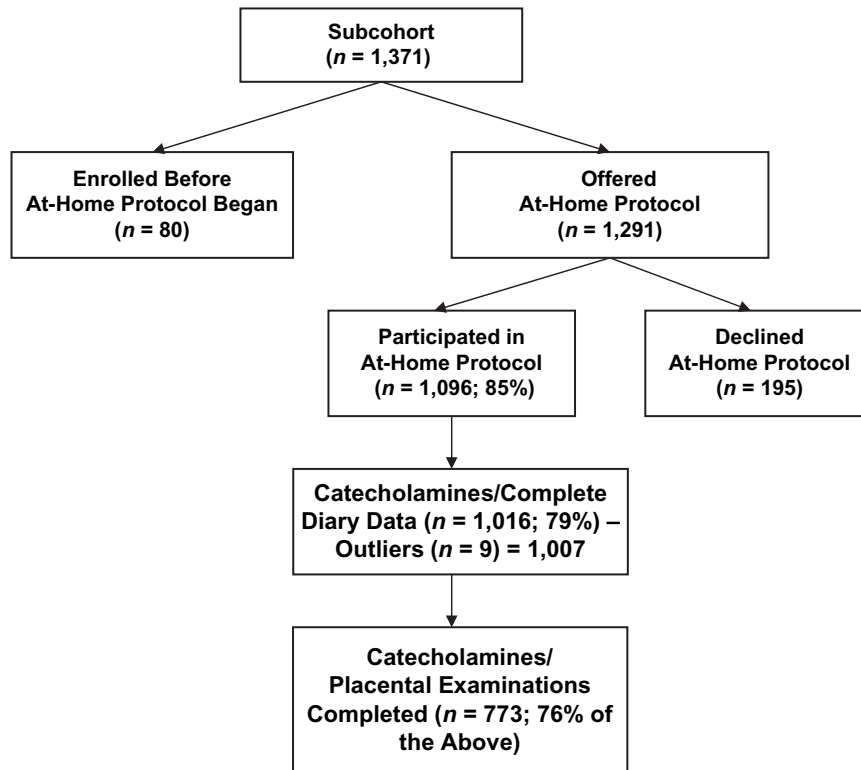 Subcohort
(n = 1,371)
Enrolled Before
At-Home Protocol Began
(n = 80)
Offered
At-Home Protocol
(n = 1,291)
Participated in
At-Home Protocol
(n = 1,096; 85%)
Declined
At-Home Protocol
(n = 195)
Catecholamines/Complete
Diary Data (n = 1,016; 79%) –
Outliers (n = 9) = 1,007
Catecholamines/
Placental Examinations
Completed (n = 773; 76% of
the Above)